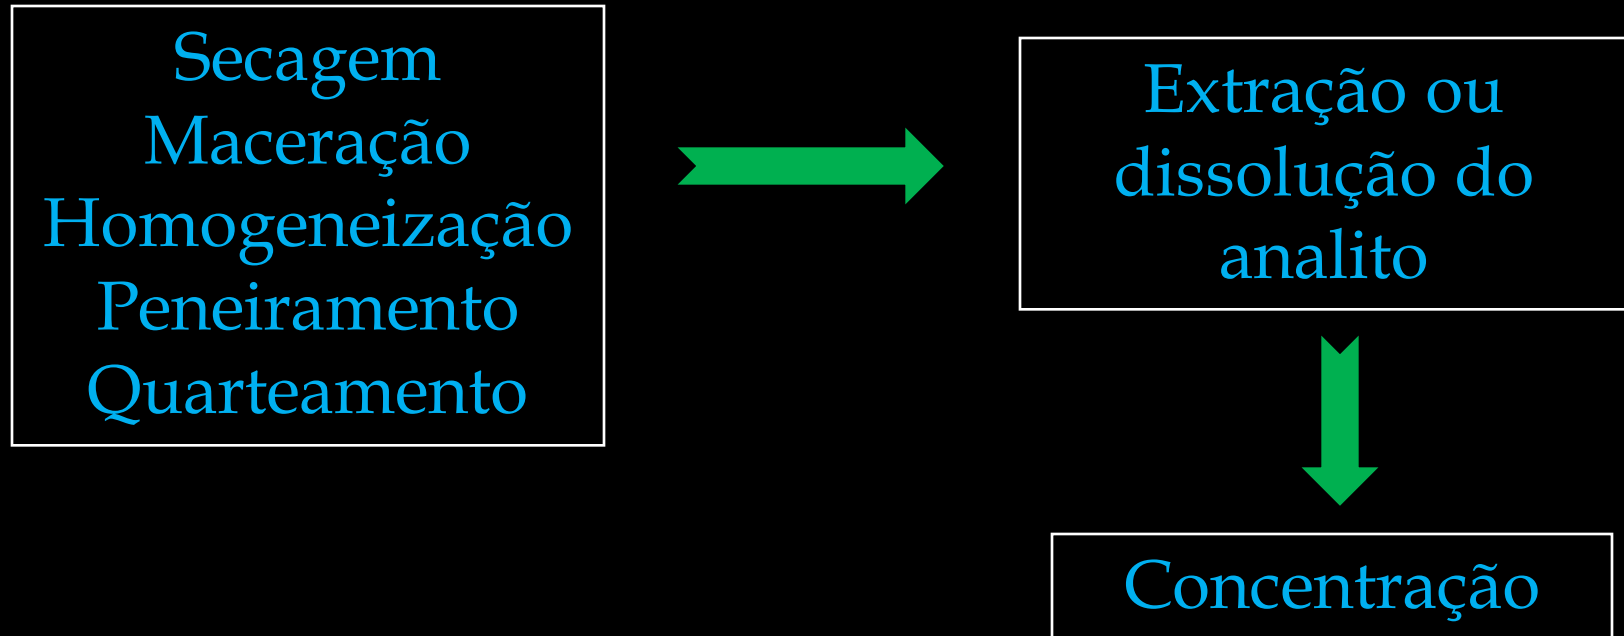 Secagem
Maceração
Homogeneização
Peneiramento
Quarteamento
Extração ou
dissolução do
analito
Concentração